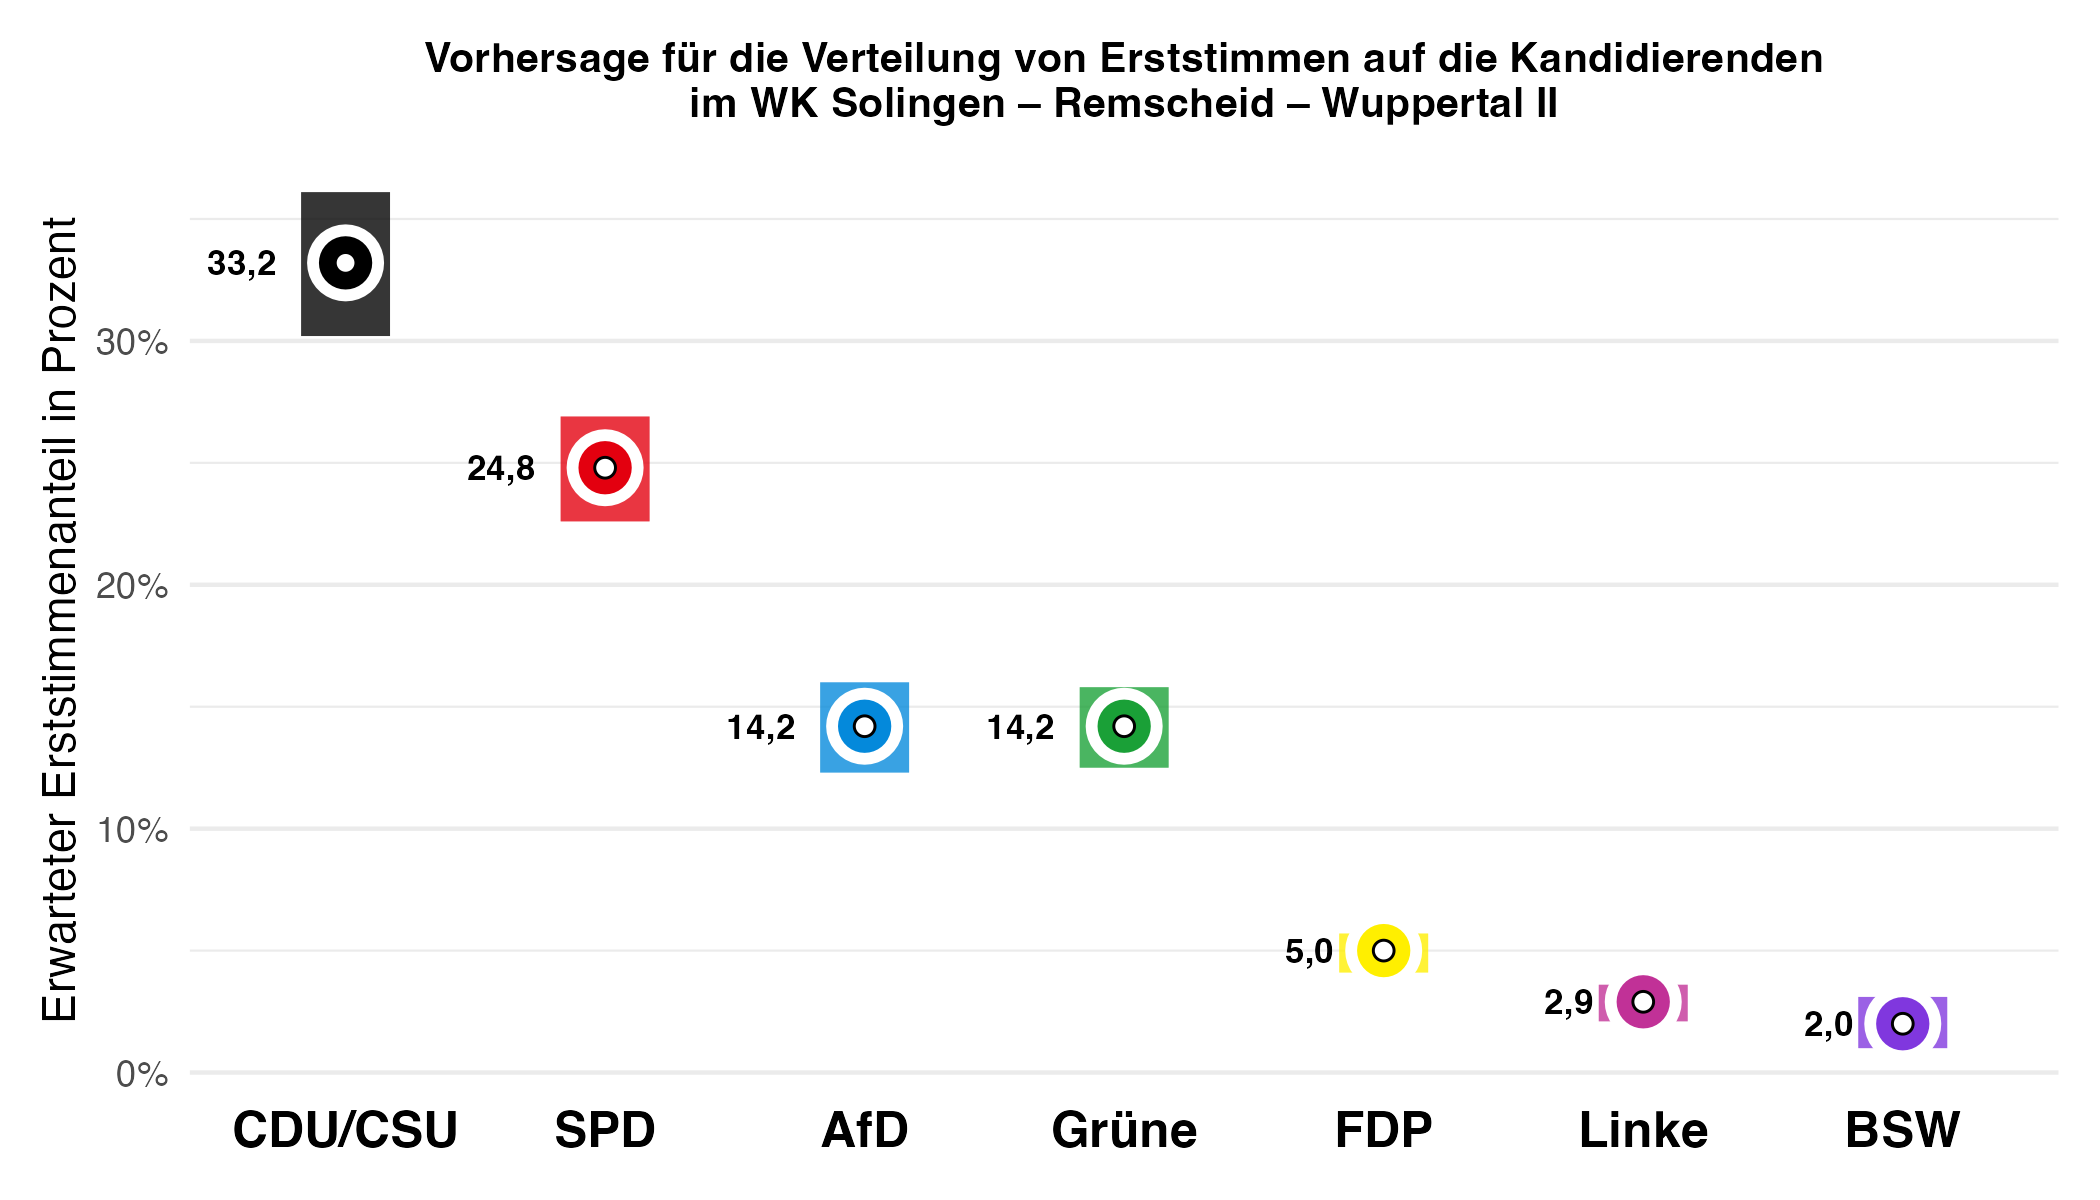 Vorhersage für die Verteilung von Erststimmen auf die Kandidierenden
im WK Solingen – Remscheid – Wuppertal II
Erwarteter Erststimmenanteil in Prozent
33,2
30%
24,8
20%
14,2
14,2
10%
5,0
2,9
2,0
0%
CDU/CSU SPD AfD Grüne FDP Linke BSW